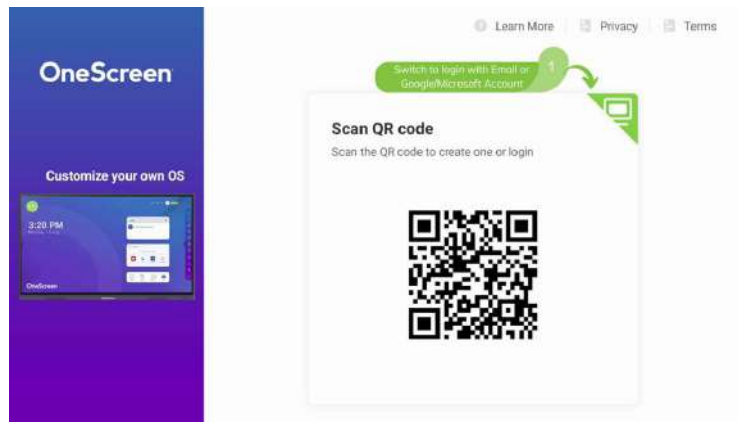 Learn More
Privacy
Terms
OneScreen
Switch to login with Email or
Google/Microsoft Account
1
Scan QR code
Scan the QR code to create one or login
Customize your own OS
3:20 PM
OneScreen